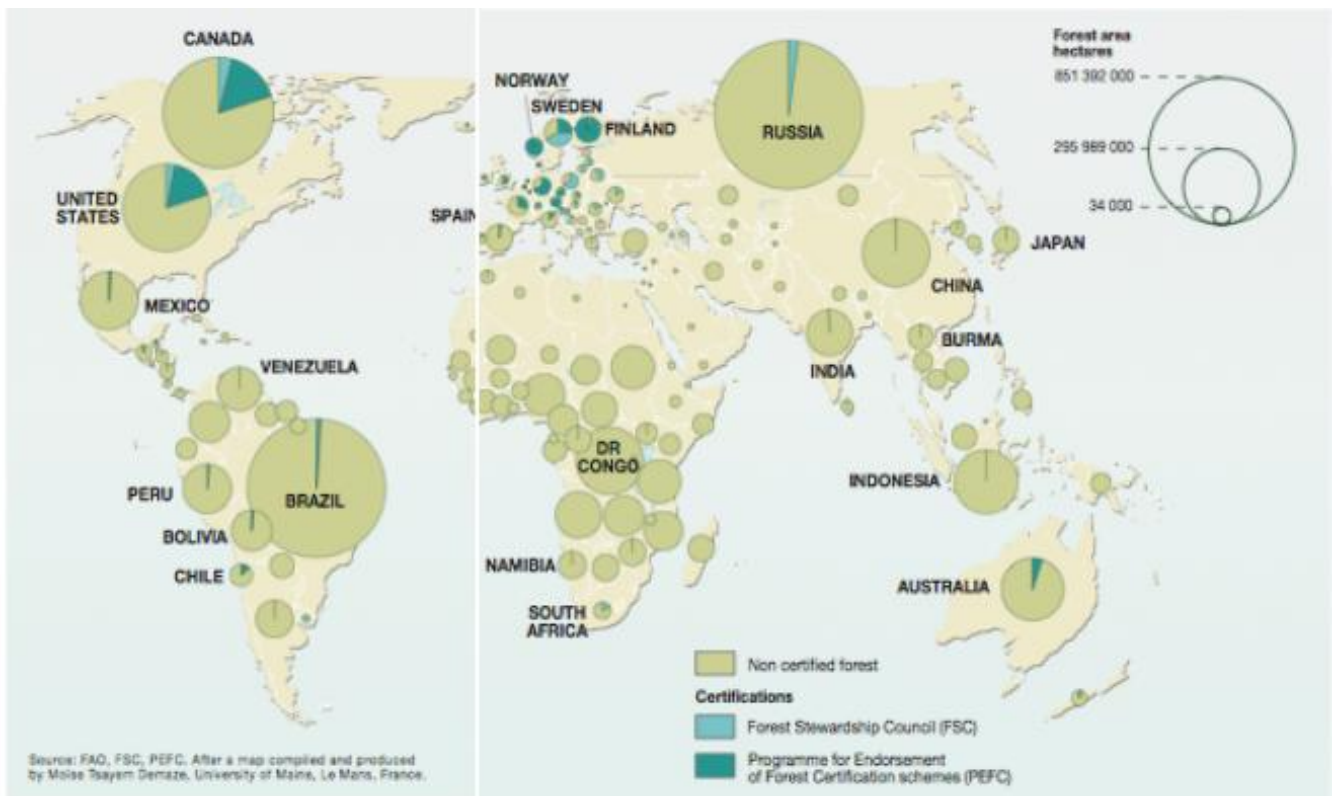 CANADA
UNITED
STATES
MEXICO
VENEZUELA
PERU
BRAZIL
BOLIVIA
CHILE
NORWAY
SWEDEN
FINLAND
SPAIN
RUSSIA
JAPAN
CHINA
BURMA
INDIA
DR
CONGO
INDONESIA
NAMIBIA
SOUTH
AFRICA
AUSTRALIA
Forest area
hectares
851 392 000
295 989 000
34 000
Non certified forest
Certifications
Forest Stewardship Council (FSC)
Programme for Endorsement
of Forest Certification schemes (PEFC)
Source: FAO, FSC, PEFC. After a map compiled and produced
by Moïse Tsayem Demaze, University of Maine, Le Mans, France.